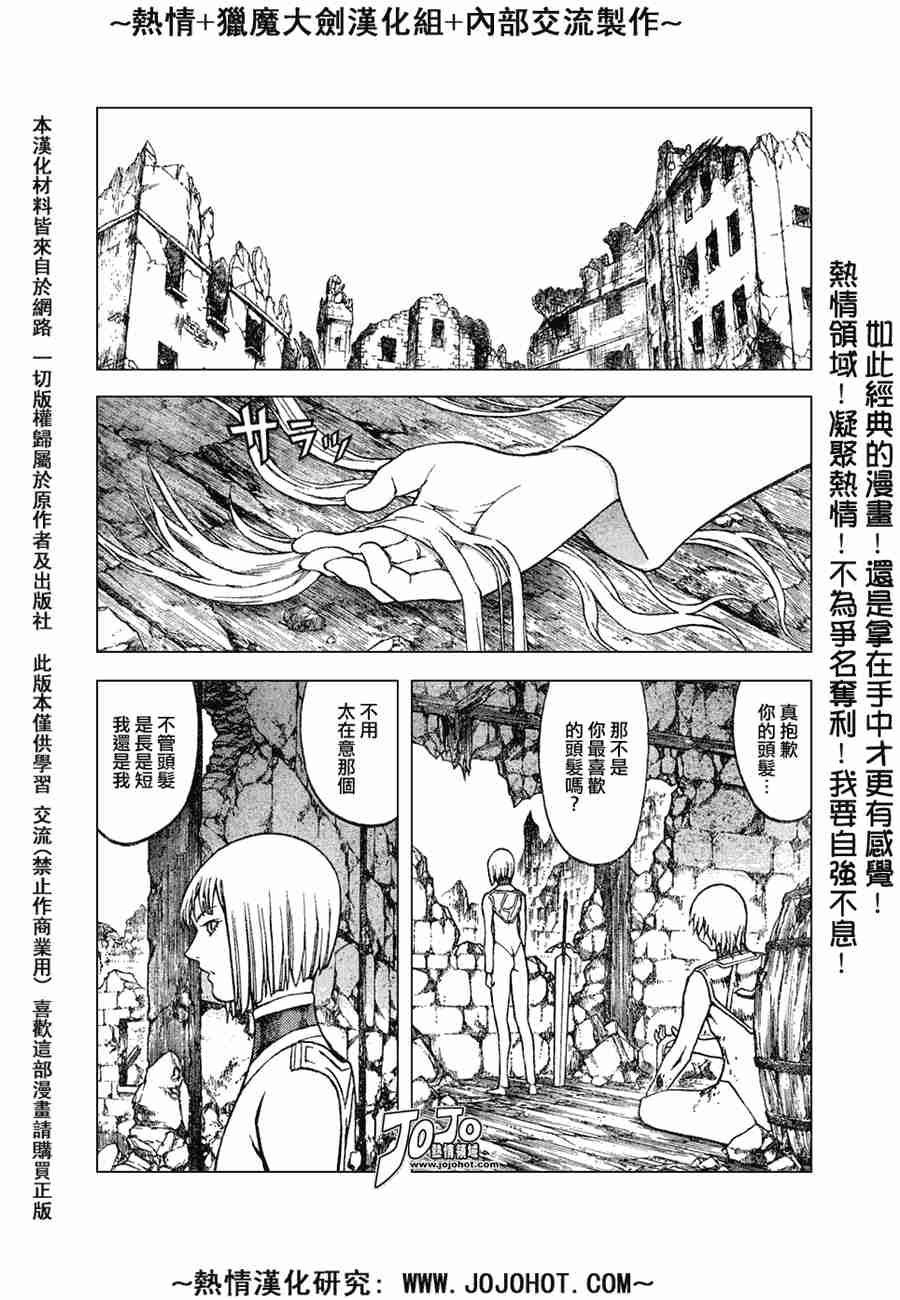 ~熱情+獵魔大劍漢化組+內部交流製作~
如此經典的漫畫！還是拿在手中才更有感覺！
熱情領域！凝聚熱情！不為爭名奪利！我要自強不息！
サラ
真抱歉
你的頭髮…
那不是
你最喜歡
的頭髮嗎？
不用
太在意那個
不管頭髮
是長是短
我還是我
JOJO
熱情領域
www.jojohot.com
本漢化材料皆來自於網路 一切版權歸屬於原作者及出版社 此版本僅供學習 交流(禁止作商業用) 喜歡這部漫畫請購買正版
~熱情漢化研究: WWW.JOJOHOT.COM~